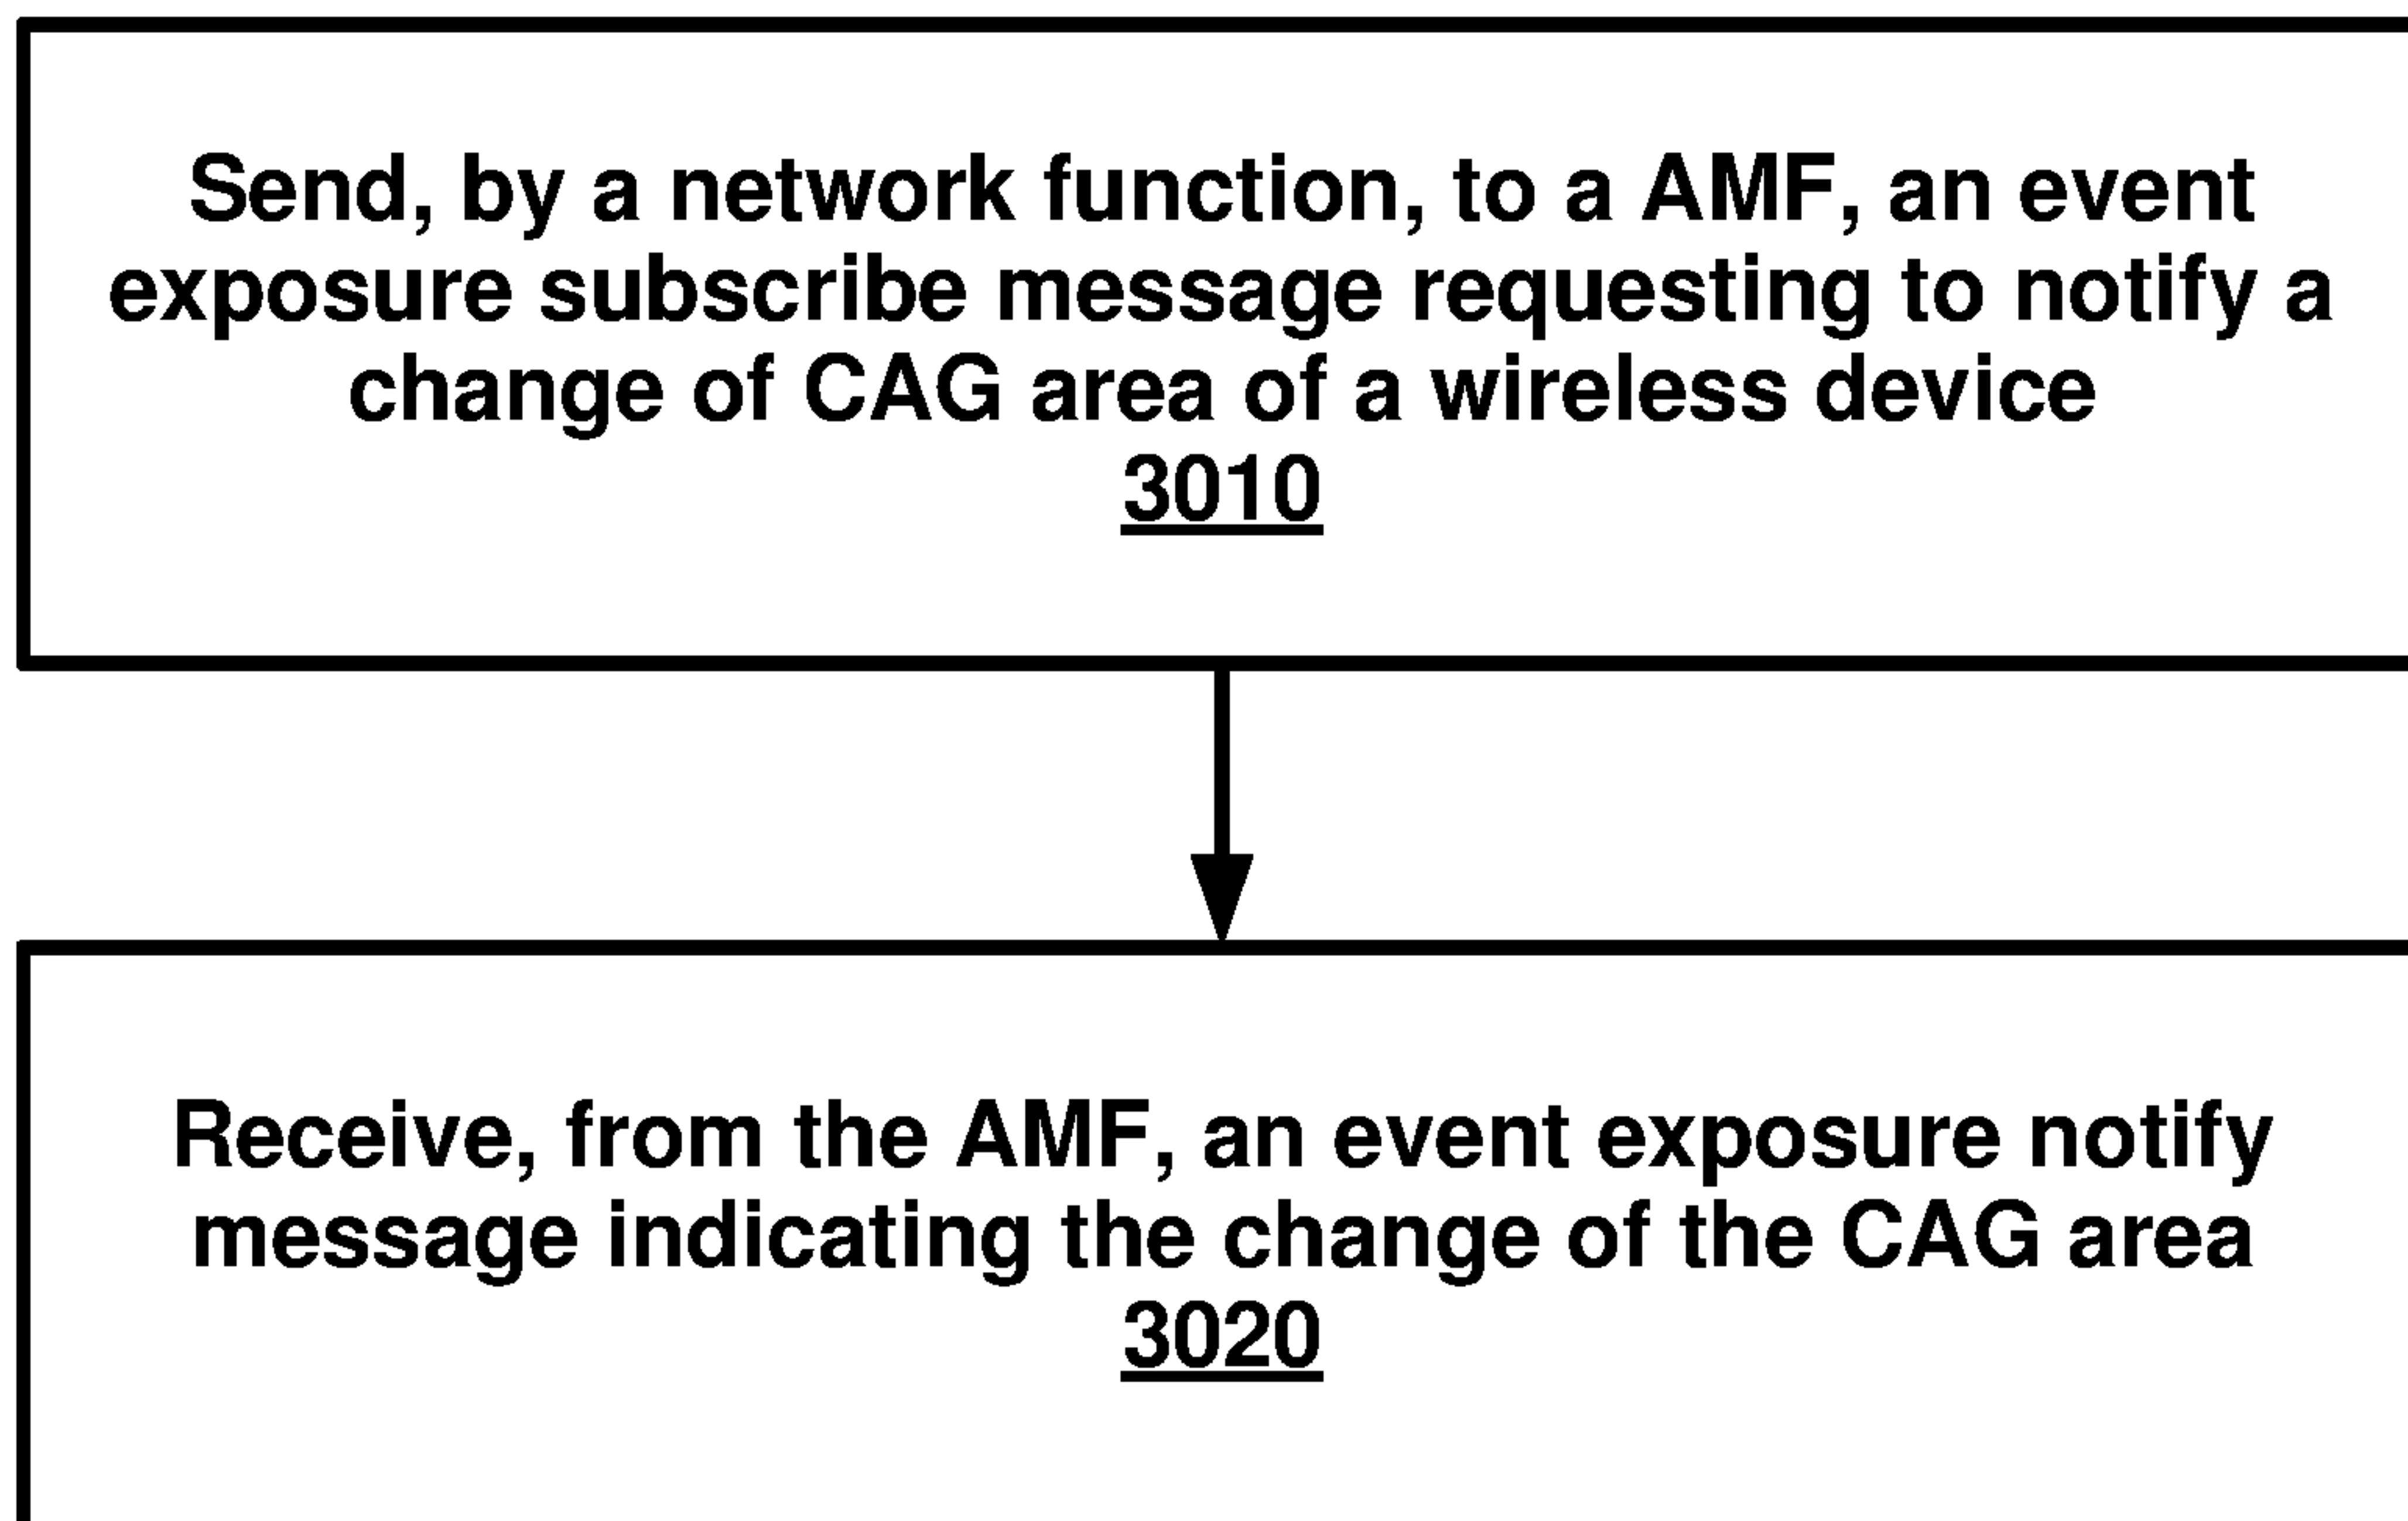 Send, by a network function, to a AMF, an event
exposure subscribe message requesting to notify a
change of CAG area of a wireless device
3010
Receive, from the AMF, an event exposure notify
message indicating the change of the CAG area
3020